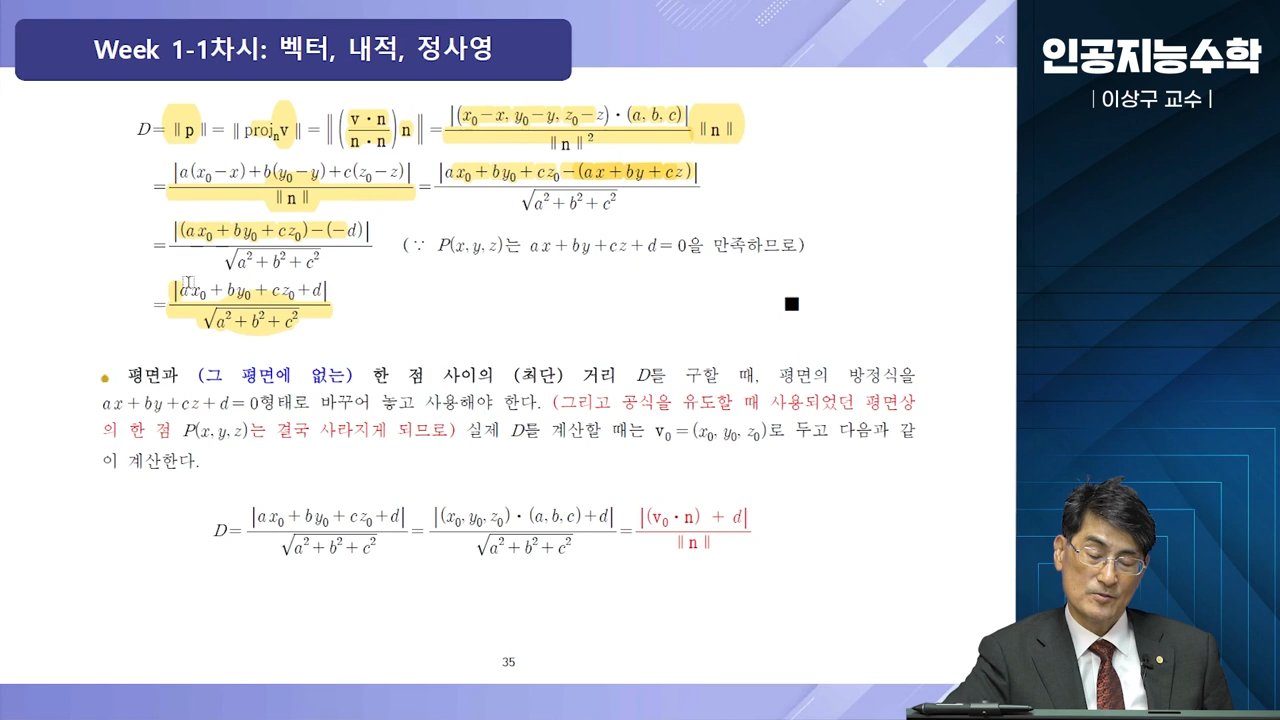 Week 1-1차시: 벡터, 내적, 정사영
×
인공지능수학
| 이상구 교수 |
D = ‖p‖ = ‖proj_n v‖ = ‖((v·n)/(n·n)) n‖ = |(x₀−x, y₀−y, z₀−z)·(a, b, c)| / ‖n‖² ‖n‖
= |a(x₀−x)+b(y₀−y)+c(z₀−z)| / ‖n‖ = |ax₀+by₀+cz₀−(ax+by+cz)| / √(a²+b²+c²)
= |(ax₀+by₀+cz₀)−(−d)| / √(a²+b²+c²) (∵ P(x, y, z)는 ax+by+cz+d=0을 만족하므로)
= |ax₀+by₀+cz₀+d| / √(a²+b²+c²) ■
● 평면과 (그 평면에 없는) 한 점 사이의 (최단) 거리 D를 구할 때, 평면의 방정식을
ax+by+cz+d=0형태로 바꾸어 놓고 사용해야 한다. (그리고 공식을 유도할 때 사용되었던 평면상
의 한 점 P(x, y, z)는 결국 사라지게 되므로) 실제 D를 계산할 때는 v₀=(x₀, y₀, z₀)로 두고 다음과 같
이 계산한다.
D = |ax₀+by₀+cz₀+d| / √(a²+b²+c²) = |(x₀, y₀, z₀)·(a, b, c)+d| / √(a²+b²+c²) = |(v₀·n) + d| / ‖n‖
35